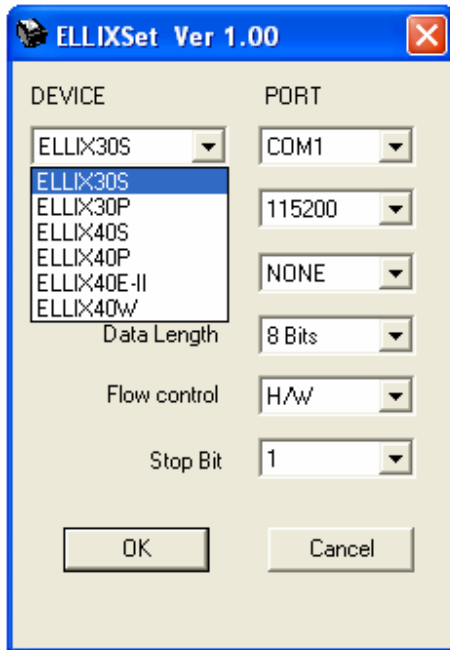 ELLIXSet Ver 1.00
DEVICE PORT
ELLIX30S COM1
ELLIX30S
ELLIX30P 115200
ELLIX40S
ELLIX40P
ELLIX40E-II NONE
ELLIX40W
Data Length 8 Bits
Flow control H/W
Stop Bit 1
OK Cancel